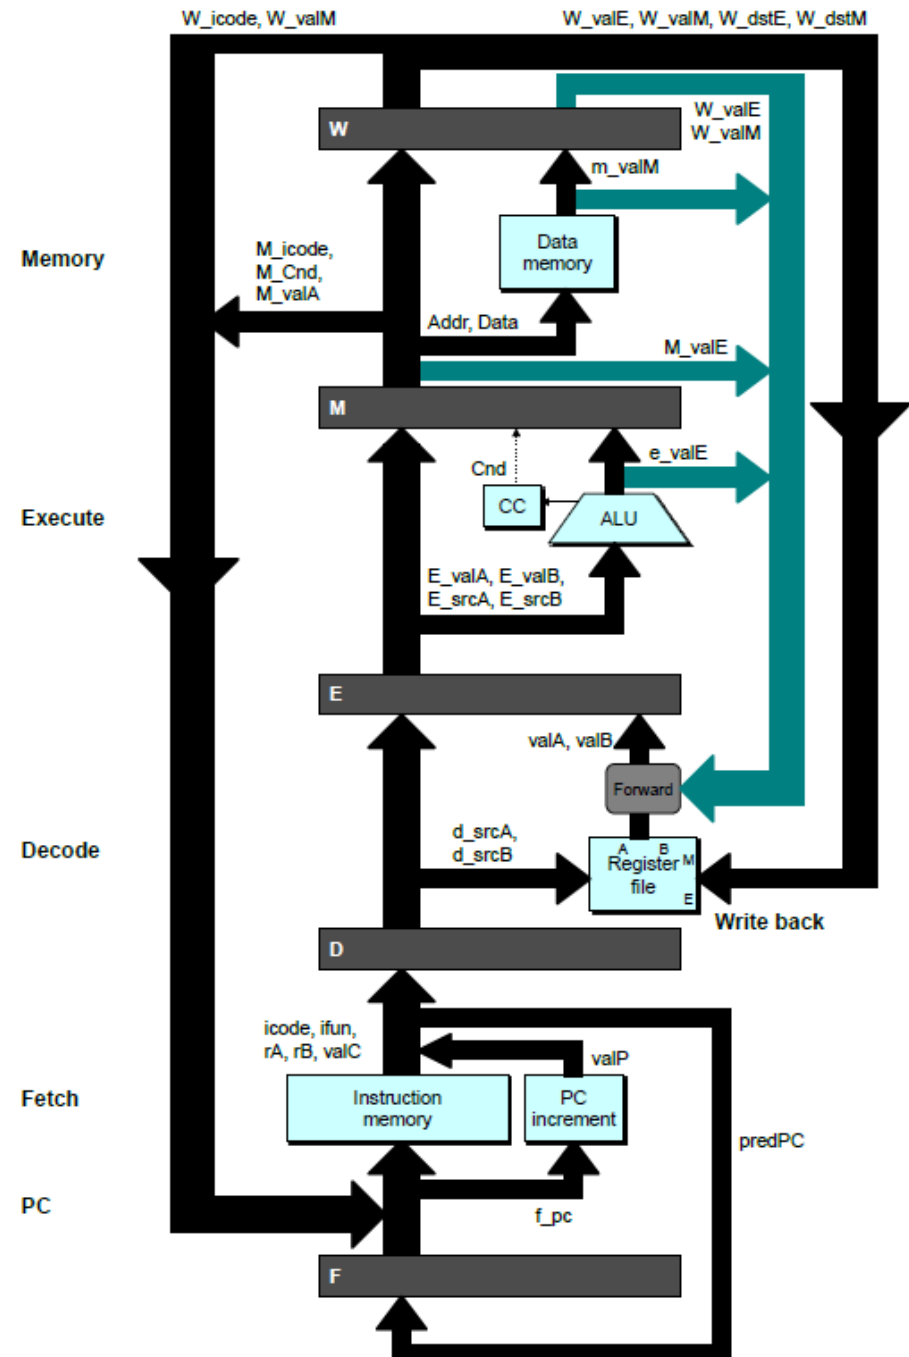 W_icode, W_valM
W_valE, W_valM, W_dstE, W_dstM
W
W_valE
W_valM
m_valM
Memory
M_icode,
M_Cnd,
M_valA
Data
memory
Addr, Data
M_valE
M
e_valE
Cnd
CC
ALU
Execute
E_valA, E_valB,
E_srcA, E_srcB
E
valA, valB
Forward
Decode
d_srcA,
d_srcB
A B
M
Register
file
E
Write back
D
icode, ifun,
rA, rB, valC
valP
Fetch
Instruction
memory
PC
increment
predPC
PC
f_pc
F